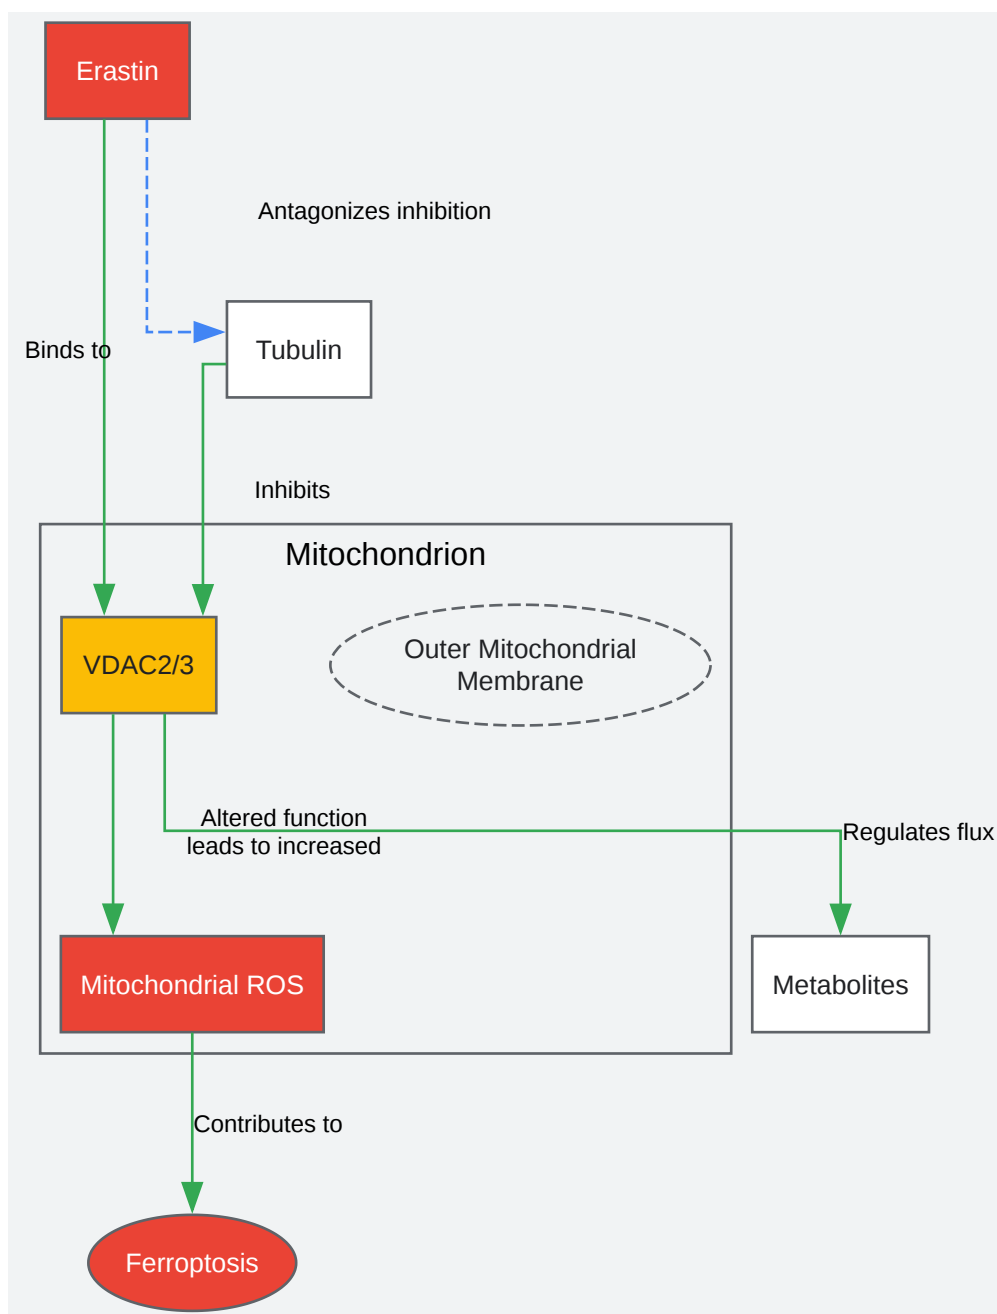 Erastin
Antagonizes inhibition
Binds to
Tubulin
Inhibits
Mitochondrion
Outer Mitochondrial
Membrane
VDAC2/3
Altered function
leads to increased
Regulates flux
Mitochondrial ROS
Metabolites
Contributes to
Ferroptosis